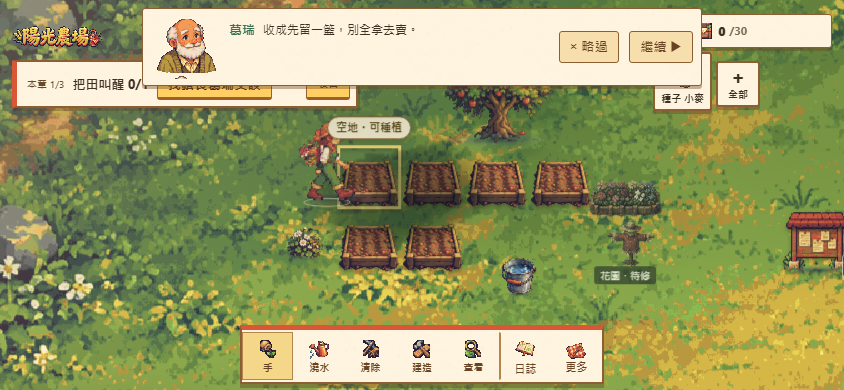 陽光農場
葛瑞 收成先留一籃，別全拿去賣。
× 略過
繼續 ▶
0 /30
本章 1/3 把田叫醒 0/
種子 小麥
+
全部
空地・可種植
花圃・待修
手
澆水
清除
建造
查看
日誌
更多